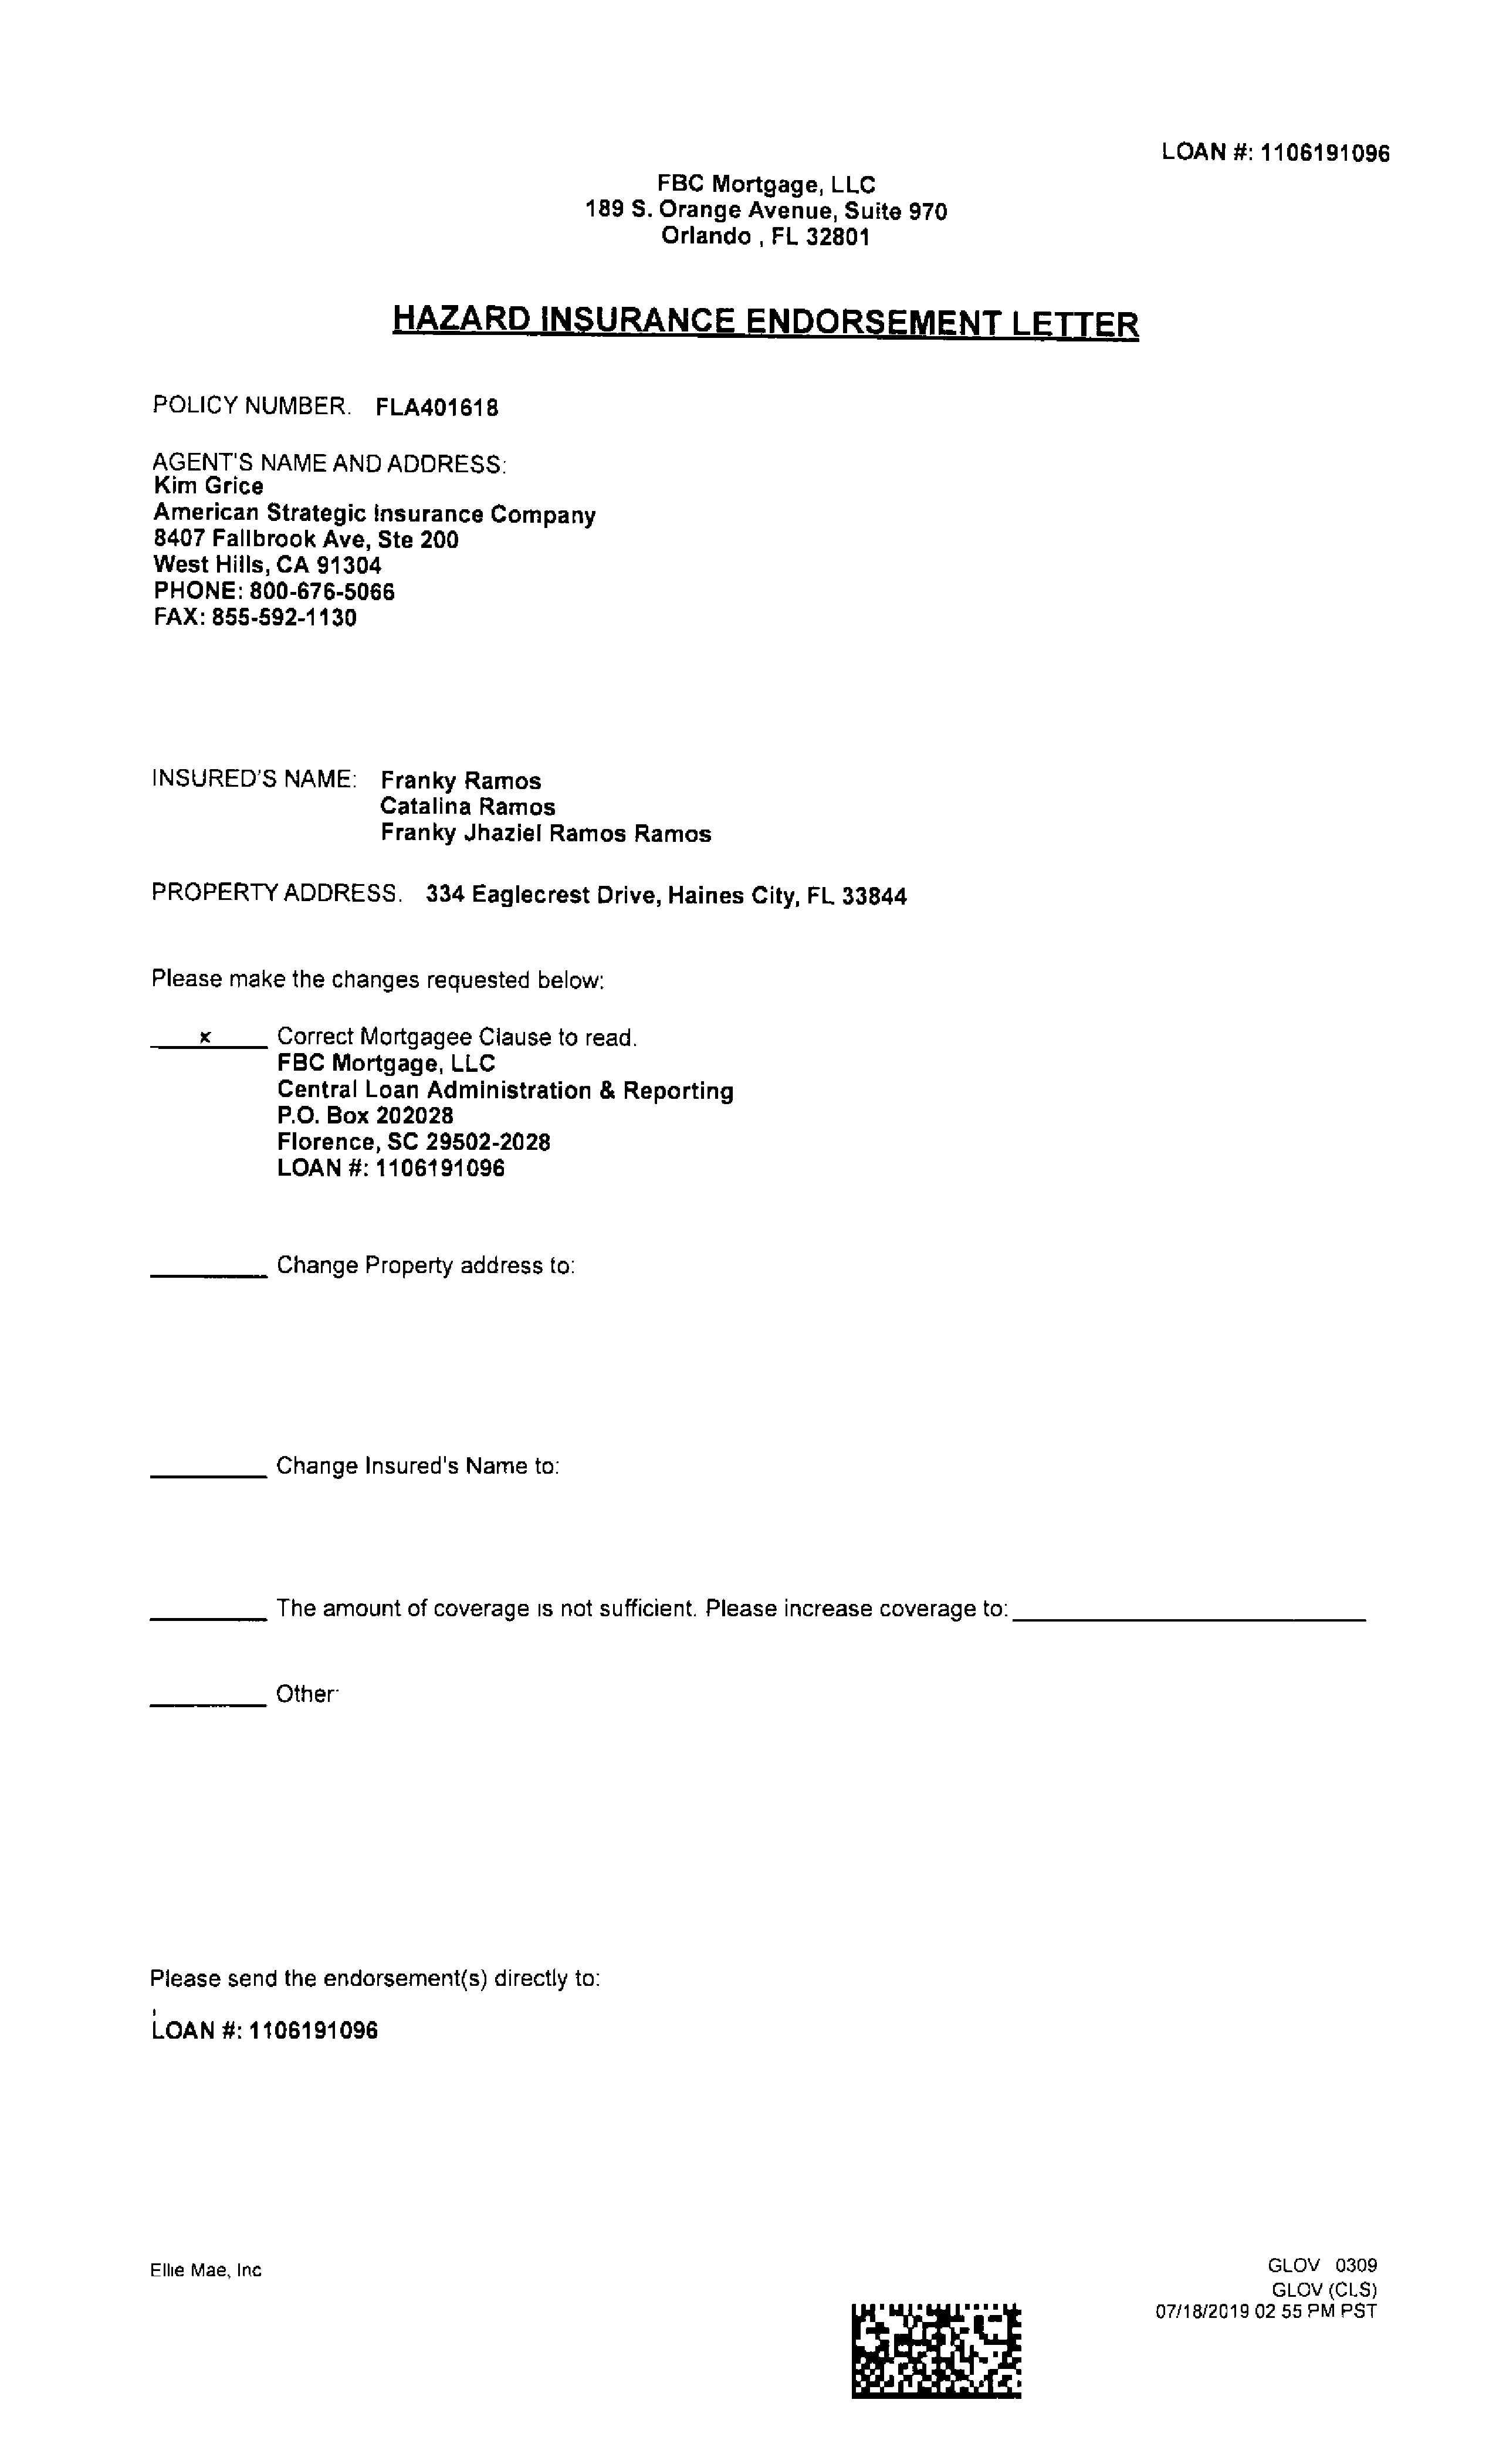 LOAN #: 1106191096
FBC Mortgage, LLC
189 S. Orange Avenue, Suite 970
Orlando , FL 32801
HAZARD INSURANCE ENDORSEMENT LETTER
POLICY NUMBER. FLA401618
AGENT'S NAME AND ADDRESS:
Kim Grice
American Strategic Insurance Company
8407 Fallbrook Ave, Ste 200
West Hills, CA 91304
PHONE: 800-676-5066
FAX: 855-592-1130
INSURED'S NAME: Franky Ramos
Catalina Ramos
Franky Jhaziel Ramos Ramos
PROPERTY ADDRESS. 334 Eaglecrest Drive, Haines City, FL 33844
Please make the changes requested below:
x Correct Mortgagee Clause to read.
FBC Mortgage, LLC
Central Loan Administration & Reporting
P.O. Box 202028
Florence, SC 29502-2028
LOAN #: 1106191096
Change Property address to:
Change Insured's Name to:
The amount of coverage is not sufficient. Please increase coverage to:
Other
Please send the endorsement(s) directly to:
,
LOAN #: 1106191096
Ellie Mae, Inc
GLOV 0309
GLOV (CLS)
07/18/2019 02 55 PM PST